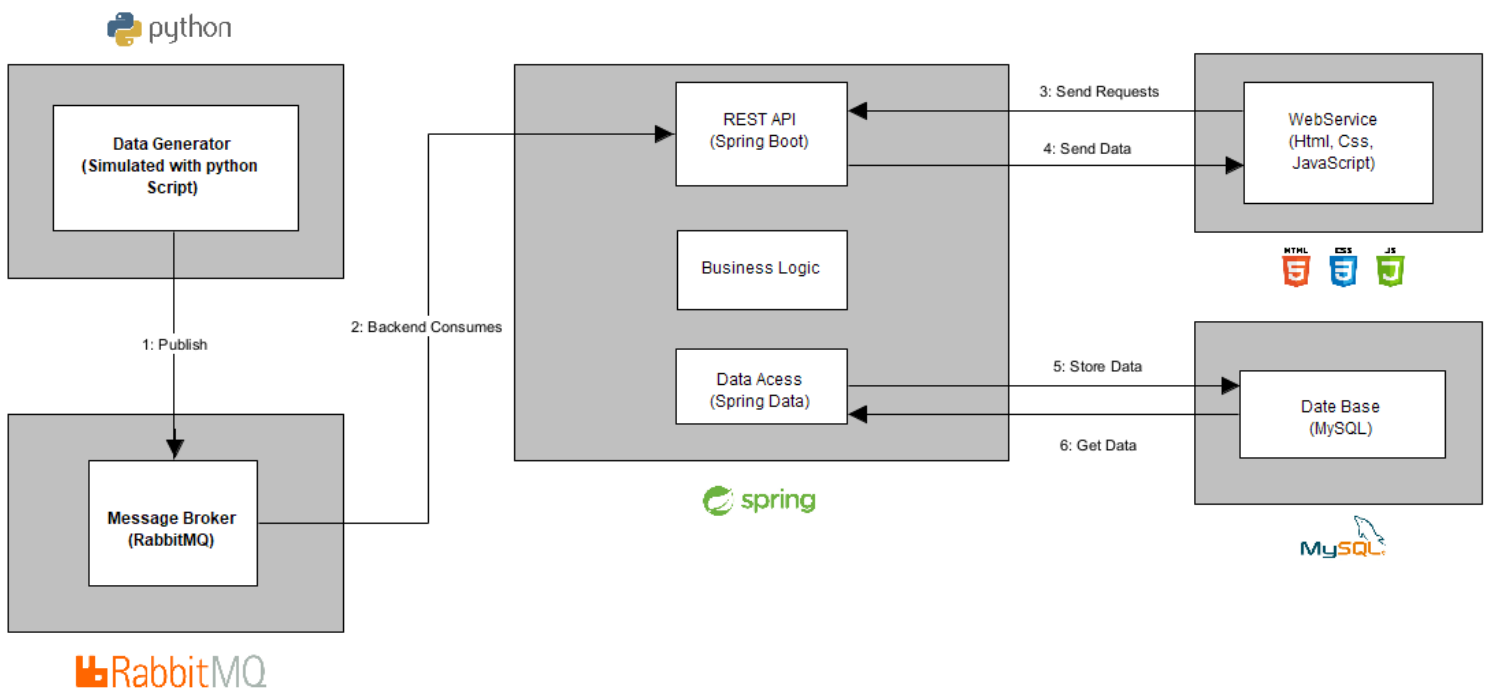 python
Data Generator
(Simulated with python
Script)
1: Publish
Message Broker
(RabbitMQ)
RabbitMQ
2: Backend Consumes
REST API
(Spring Boot)
Business Logic
Data Acess
(Spring Data)
spring
3: Send Requests
4: Send Data
WebService
(Html, Css,
JavaScript)
HTML CSS JS
5 3 J
5: Store Data
6: Get Data
Date Base
(MySQL)
MySQL